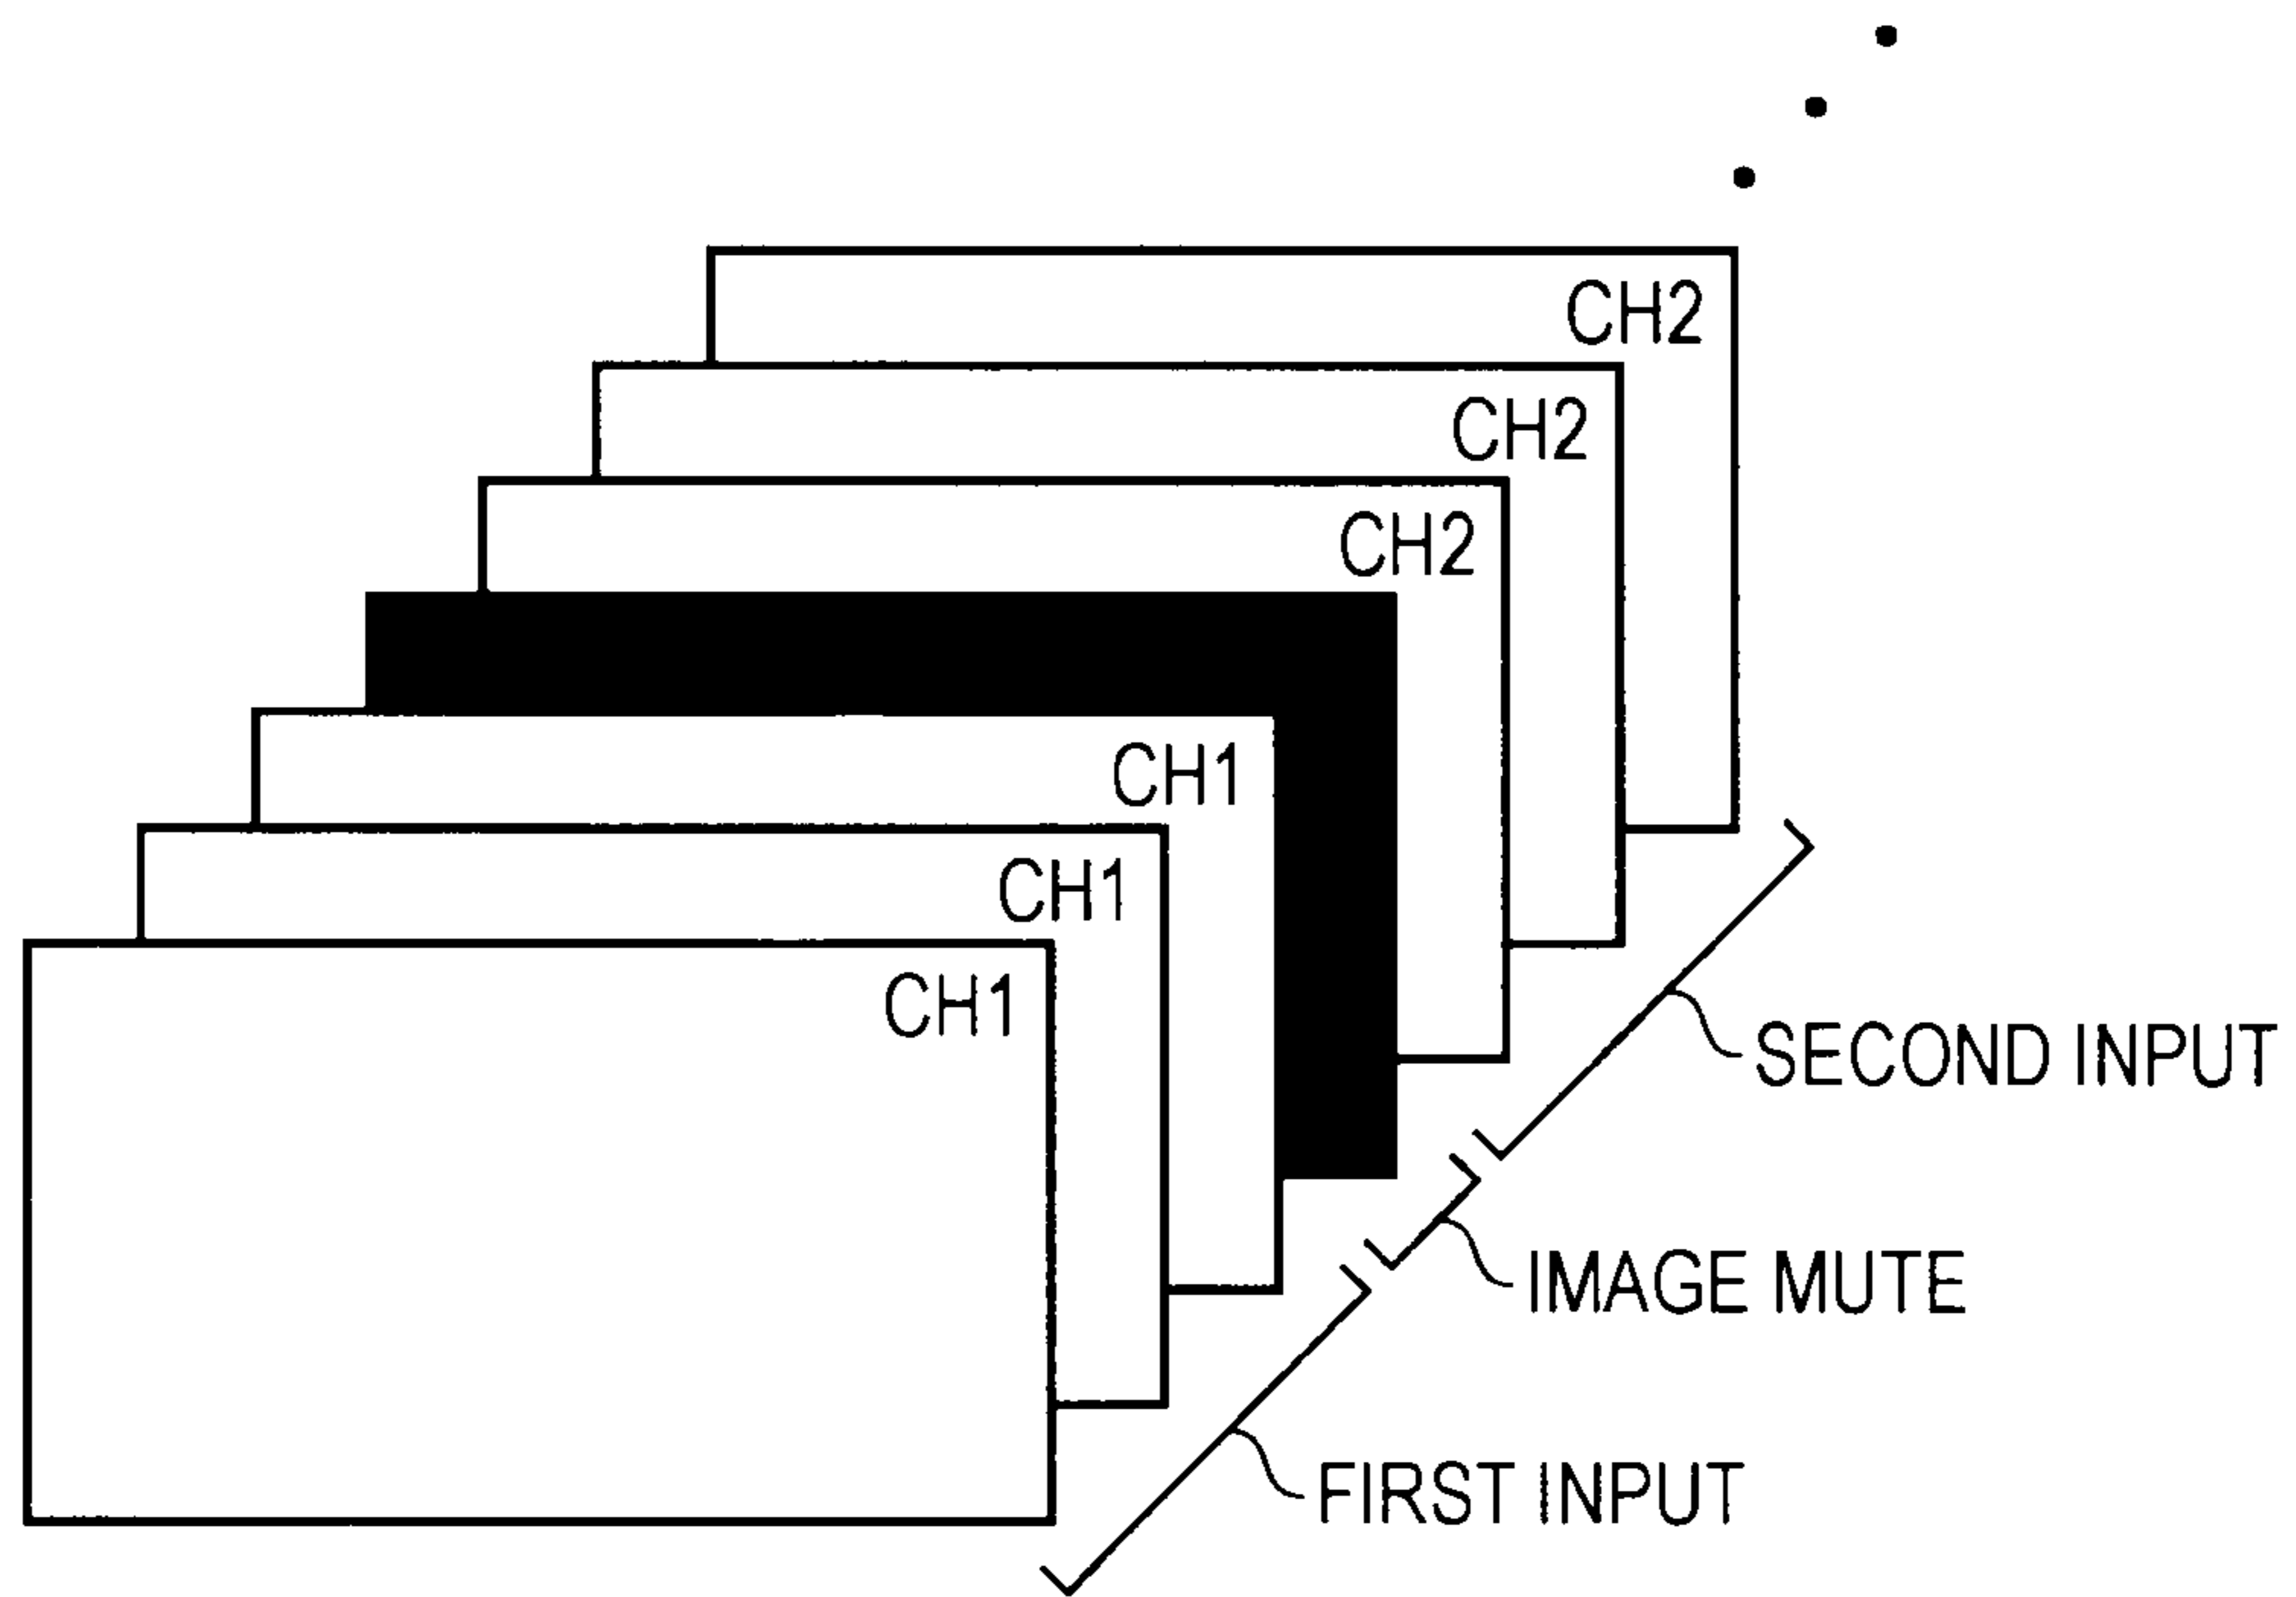 CH2
CH2
CH2
CH1
CH1
CH1
SECOND INPUT
IMAGE MUTE
FIRST INPUT